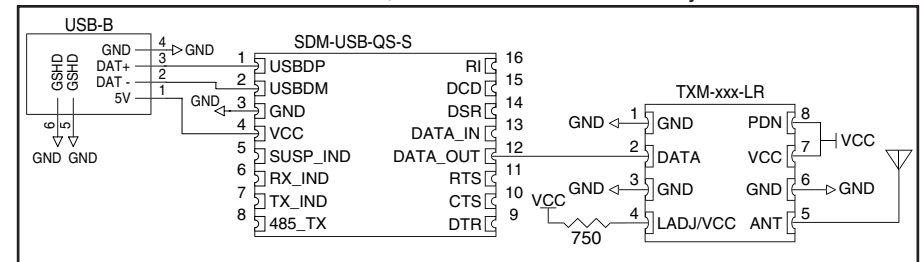 USB-B
GND 4 GND
DAT+ 3
DAT - 2
5V 1
GSHD GSHD
6 5
GND GND
SDM-USB-QS-S
1 USBDP RI 16
2 USBDM DCD 15
GND 3 GND DSR 14
4 VCC DATA_IN 13
5 SUSP_IND DATA_OUT 12
6 RX_IND RTS 11
7 TX_IND CTS 10
8 485_TX DTR 9
TXM-xxx-LR
GND 1 GND PDN 8
2 DATA VCC 7 VCC
GND 3 GND GND 6 GND
VCC 750 4 LADJ/VCC ANT 5